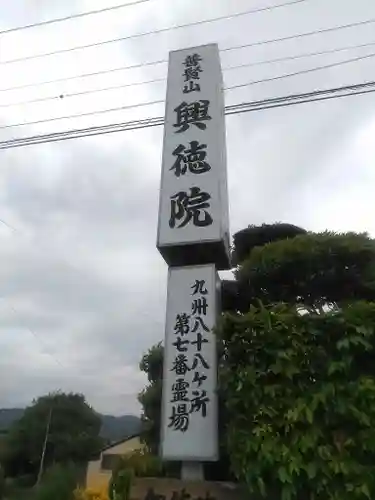 普賢山
興徳院
九州八十八ヶ所
第七番霊場